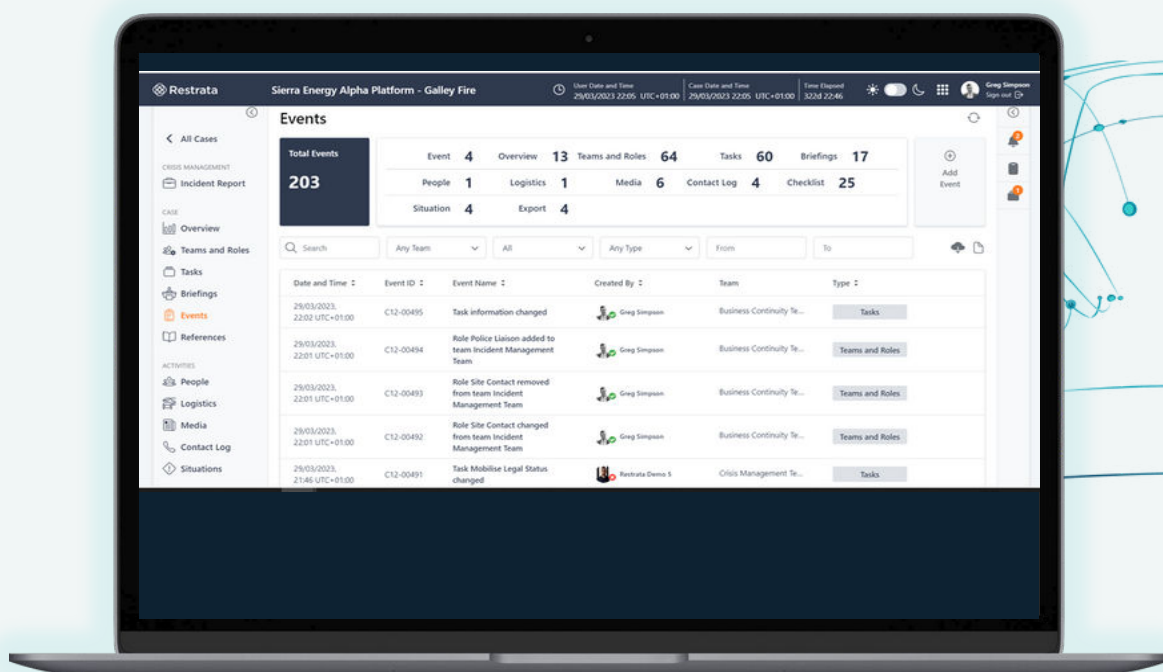 Restrata
Sierra Energy Alpha Platform - Galley Fire
User Date and Time
29/03/2023 22:05 UTC+01:00
Case Date and Time
29/03/2023 22:05 UTC+01:00
Time Elapsed
322d 22:46
Greg Simpson
Sign out
All Cases
CRISIS MANAGEMENT
Incident Report
CASE
Overview
Teams and Roles
Tasks
Briefings
Events
References
ACTIVITIES
People
Logistics
Media
Contact Log
Situations
Events
Total Events
203
Event 4 Overview 13 Teams and Roles 64 Tasks 60 Briefings 17
People 1 Logistics 1 Media 6 Contact Log 4 Checklist 25
Situation 4 Export 4
Add
Event
2
1
Search Any Team All Any Type From To
Date and Time Event ID Event Name Created By Team Type
29/03/2023,
22:02 UTC+01:00
C12-00495
Task information changed
Greg Simpson
Business Continuity Te...
Tasks
29/03/2023,
22:01 UTC+01:00
C12-00494
Role Police Liaison added to
team Incident Management
Team
Greg Simpson
Business Continuity Te...
Teams and Roles
29/03/2023,
22:01 UTC+01:00
C12-00493
Role Site Contact removed
from team Incident
Management Team
Greg Simpson
Business Continuity Te...
Teams and Roles
29/03/2023,
22:01 UTC+01:00
C12-00492
Role Site Contact changed
from team Incident
Management Team
Greg Simpson
Business Continuity Te...
Teams and Roles
29/03/2023,
21:46 UTC+01:00
C12-00491
Task Mobilise Legal Status
changed
Restrata Demo 5
Crisis Management Te...
Tasks